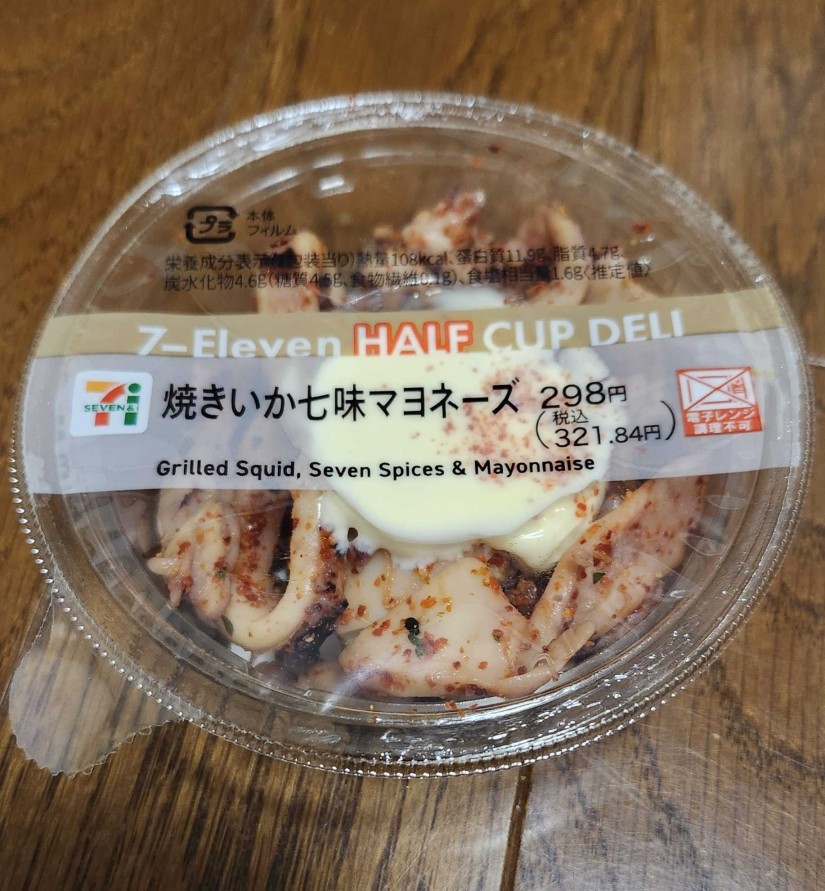 プラ
本体
フィルム
栄養成分表示(1包装当り)熱量108kcal、蛋白質11.9g、脂質4.7g、
炭水化物4.6g(糖質4.5g、食物繊維0.1g)、食塩相当量1.6g(推定値)
7-Eleven HALF CUP DELI
SEVEN&i
焼きいか七味マヨネーズ 298円
(税込
321.84円)
電子レンジ
調理不可
Grilled Squid, Seven Spices & Mayonnaise